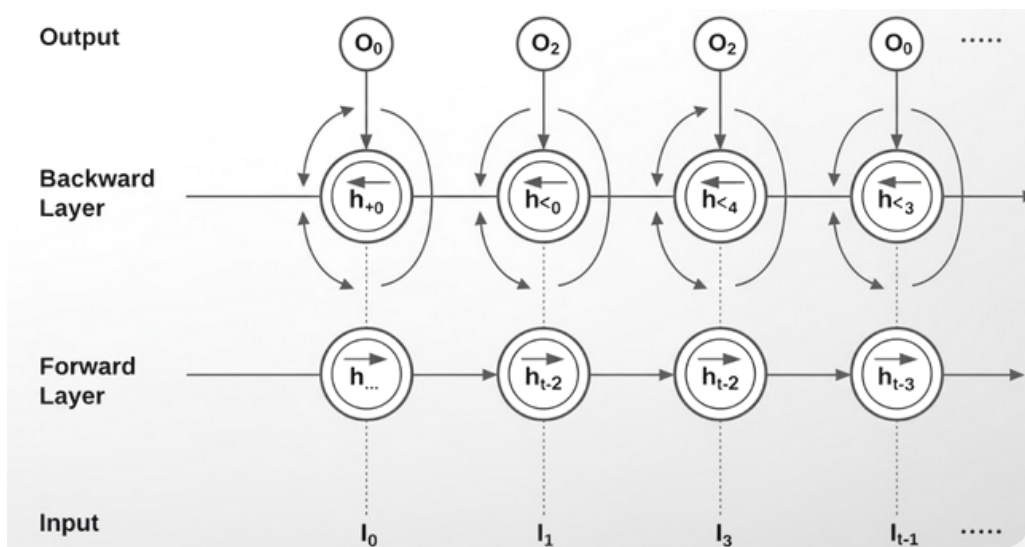 Output O₀ O₂ O₂ O₀ .....
Backward
Layer
h₊₀ h<₀ h<₄ h<₃
Forward
Layer
h... hₜ₋₂ hₜ₋₂ hₜ₋₃
Input I₀ I₁ I₃ Iₜ₋₁ .....